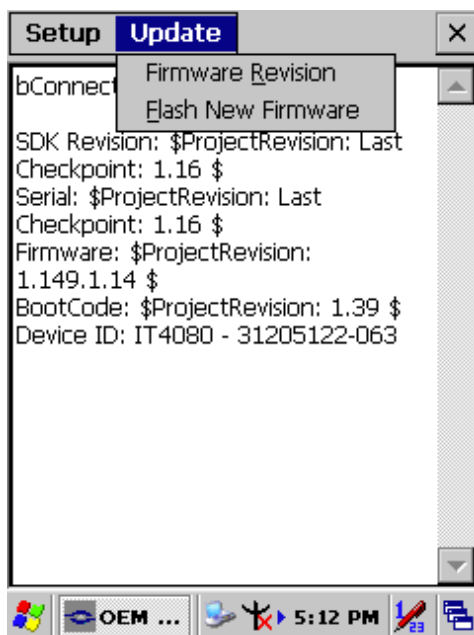 Setup Update
Firmware Revision
bConnect
Flash New Firmware
SDK Revision: $ProjectRevision: Last
Checkpoint: 1.16 $
Serial: $ProjectRevision: Last
Checkpoint: 1.16 $
Firmware: $ProjectRevision:
1.149.1.14 $
BootCode: $ProjectRevision: 1.39 $
Device ID: IT4080 - 31205122-063
OEM ... 5:12 PM
1/23